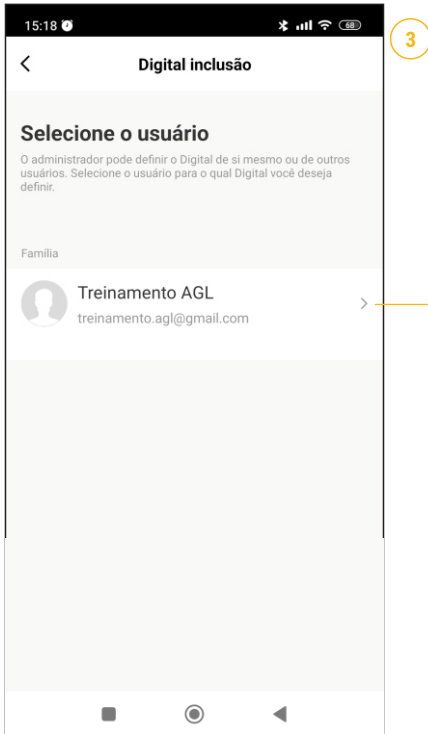 15:18 68
3
Digital inclusão
Selecione o usuário
O administrador pode definir o Digital de si mesmo ou de outros
usuários. Selecione o usuário para o qual Digital você deseja
definir.
Família
Treinamento AGL
treinamento.agl@gmail.com